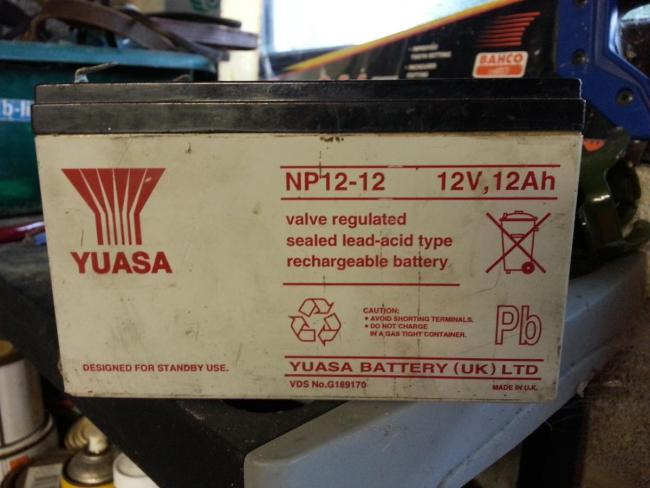 BAHCO
b-li
NP12-12 12V,12Ah
YUASA
valve regulated
sealed lead-acid type
rechargeable battery
CAUTION:
• AVOID SHORTING TERMINALS.
• DO NOT CHARGE
IN A GAS TIGHT CONTAINER.
Pb
DESIGNED FOR STANDBY USE.
YUASA BATTERY (UK) LTD
VDS No.G189170 MADE IN U.K.